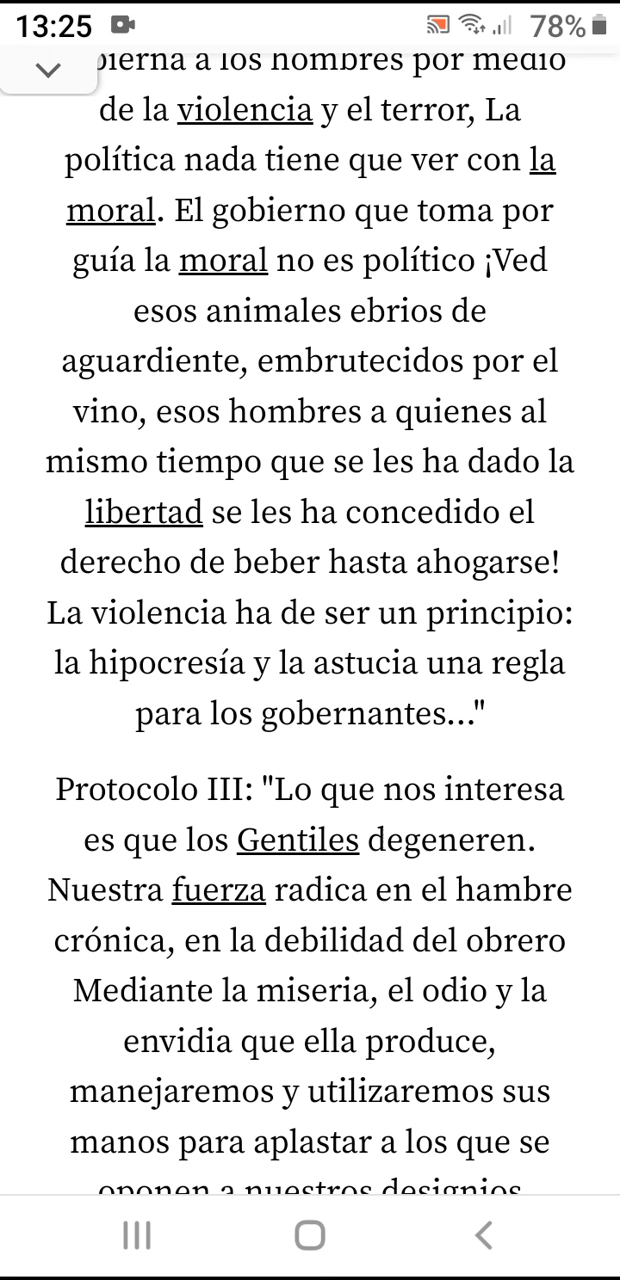 13:25
78%
bierna a los hombres por medio
de la violencia y el terror, La
política nada tiene que ver con la
moral. El gobierno que toma por
guía la moral no es político ¡Ved
esos animales ebrios de
aguardiente, embrutecidos por el
vino, esos hombres a quienes al
mismo tiempo que se les ha dado la
libertad se les ha concedido el
derecho de beber hasta ahogarse!
La violencia ha de ser un principio:
la hipocresía y la astucia una regla
para los gobernantes..."
Protocolo III: "Lo que nos interesa
es que los Gentiles degeneren.
Nuestra fuerza radica en el hambre
crónica, en la debilidad del obrero
Mediante la miseria, el odio y la
envidia que ella produce,
manejaremos y utilizaremos sus
manos para aplastar a los que se
oponen a nuestros designios